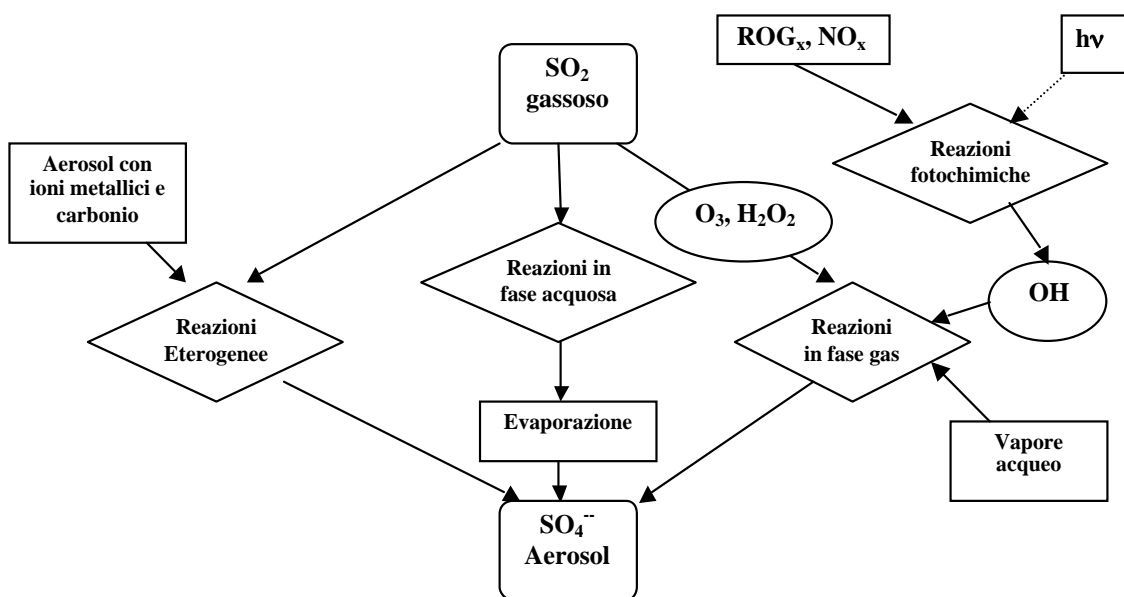 ROGₓ, NOₓ
hν
SO₂
gassoso
Aerosol con
ioni metallici e
carbonio
Reazioni
fotochimiche
O₃, H₂O₂
Reazioni in
fase acquosa
OH
Reazioni
Eterogenee
Reazioni
in fase gas
Evaporazione
Vapore
acqueo
SO₄⁻⁻
Aerosol